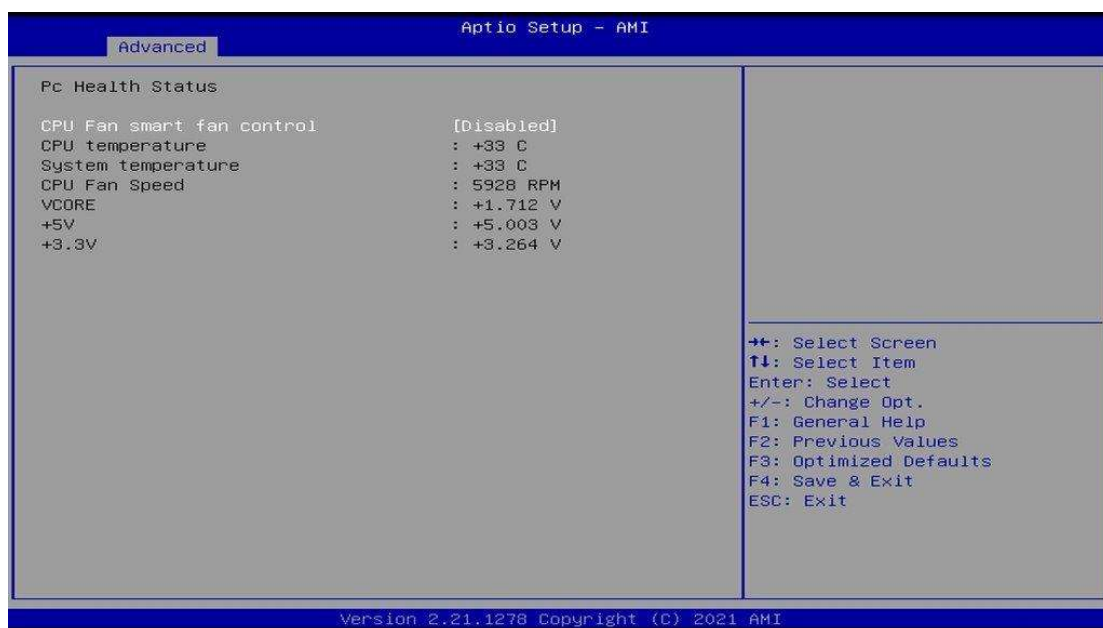 Aptio Setup – AMI
Advanced
Pc Health Status
CPU Fan smart fan control [Disabled]
CPU temperature : +33 C
System temperature : +33 C
CPU Fan Speed : 5928 RPM
VCORE : +1.712 V
+5V : +5.003 V
+3.3V : +3.264 V
→←: Select Screen
↑↓: Select Item
Enter: Select
+/-: Change Opt.
F1: General Help
F2: Previous Values
F3: Optimized Defaults
F4: Save & Exit
ESC: Exit
Version 2.21.1278 Copyright (C) 2021 AMI